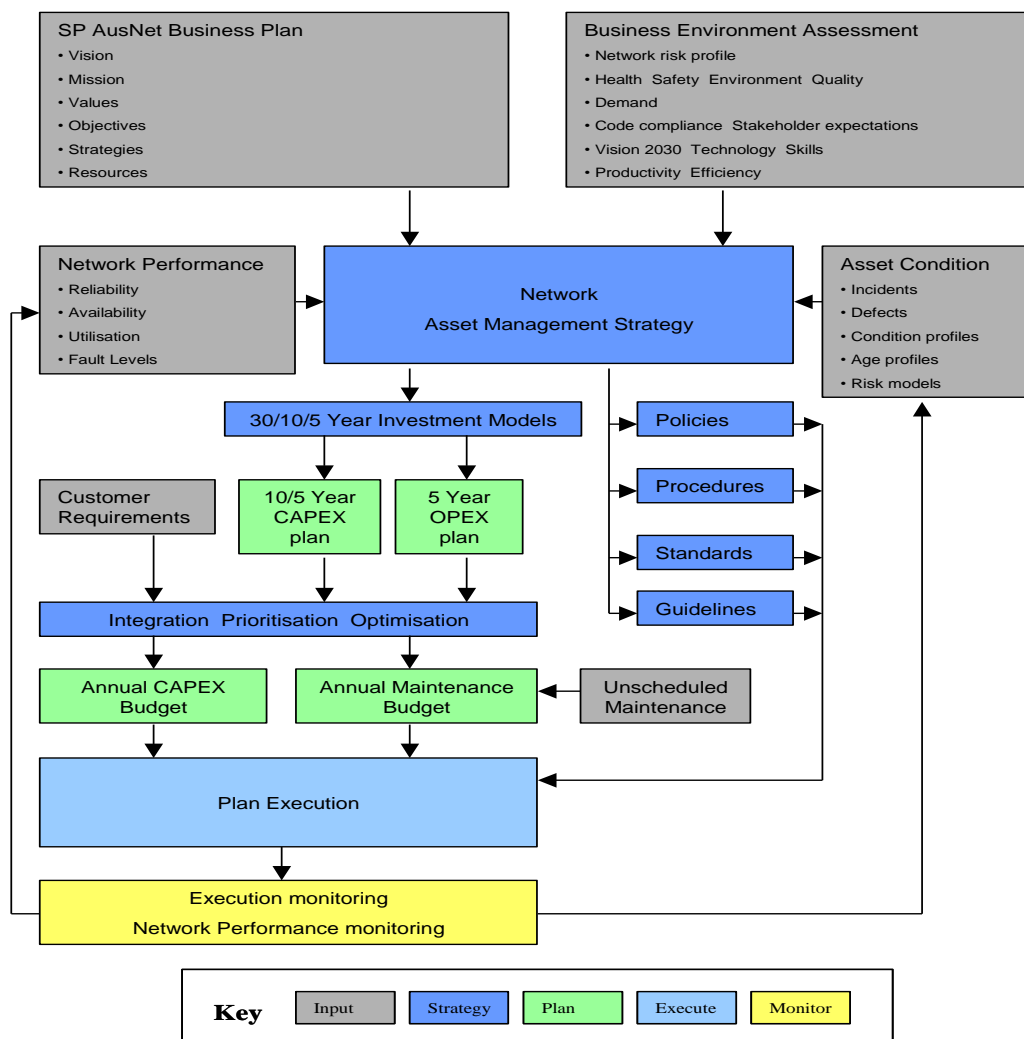 SP AusNet Business Plan
• Vision
• Mission
• Values
• Objectives
• Strategies
• Resources
Business Environment Assessment
• Network risk profile
• Health Safety Environment Quality
• Demand
• Code compliance Stakeholder expectations
• Vision 2030 Technology Skills
• Productivity Efficiency
Network Performance
• Reliability
• Availability
• Utilisation
• Fault Levels
Network
Asset Management Strategy
Asset Condition
• Incidents
• Defects
• Condition profiles
• Age profiles
• Risk models
30/10/5 Year Investment Models
Policies
Procedures
Standards
Guidelines
Customer
Requirements
10/5 Year
CAPEX
plan
5 Year
OPEX
plan
Integration Prioritisation Optimisation
Annual CAPEX
Budget
Annual Maintenance
Budget
Unscheduled
Maintenance
Plan Execution
Execution monitoring
Network Performance monitoring
Key
Input
Strategy
Plan
Execute
Monitor